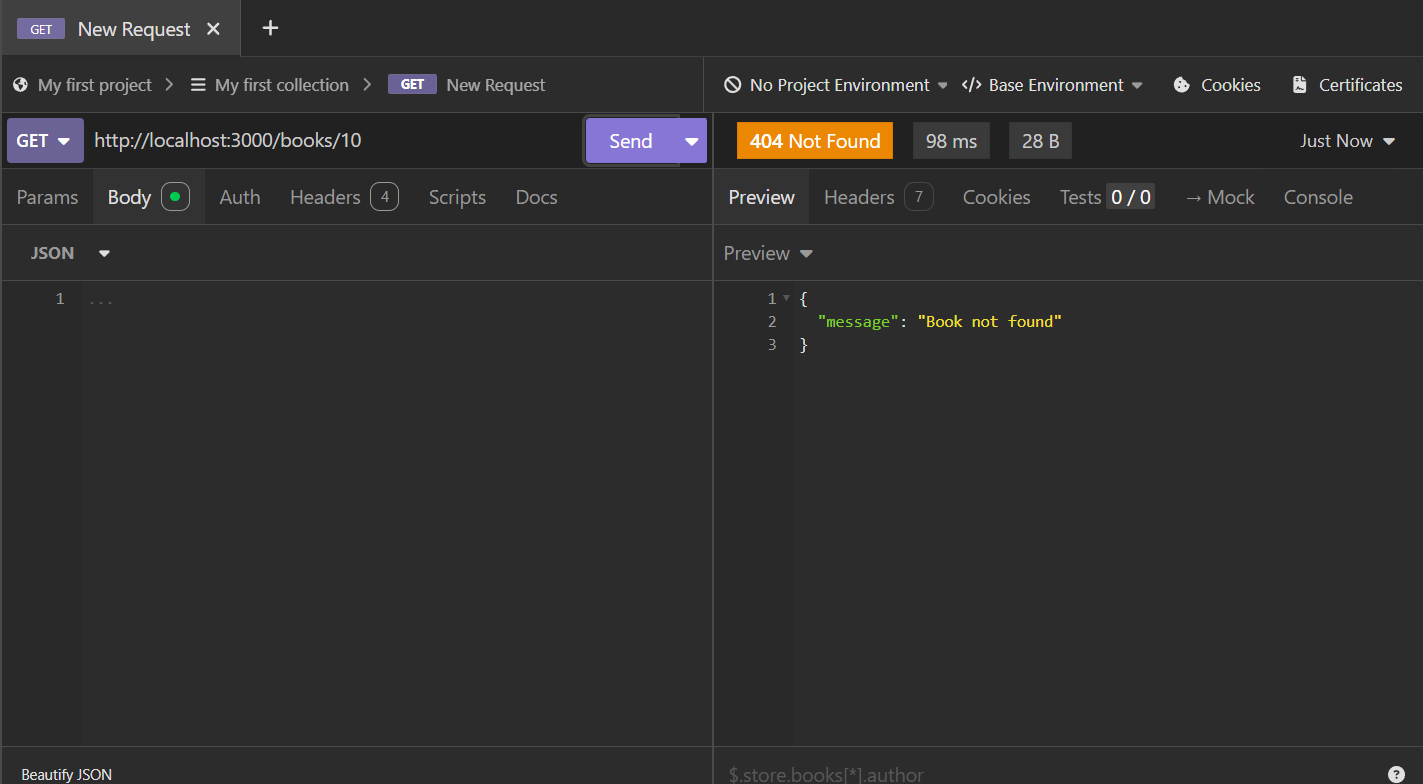 GET New Request
My first project My first collection GET New Request No Project Environment </> Base Environment Cookies Certificates
GET http://localhost:3000/books/10 Send 404 Not Found 98 ms 28 B Just Now
Params Body Auth Headers 4 Scripts Docs Preview Headers 7 Cookies Tests 0 / 0 → Mock Console
JSON Preview
1 ... 1 {
2 "message": "Book not found"
3 }
Beautify JSON $.store.books[*].author ?